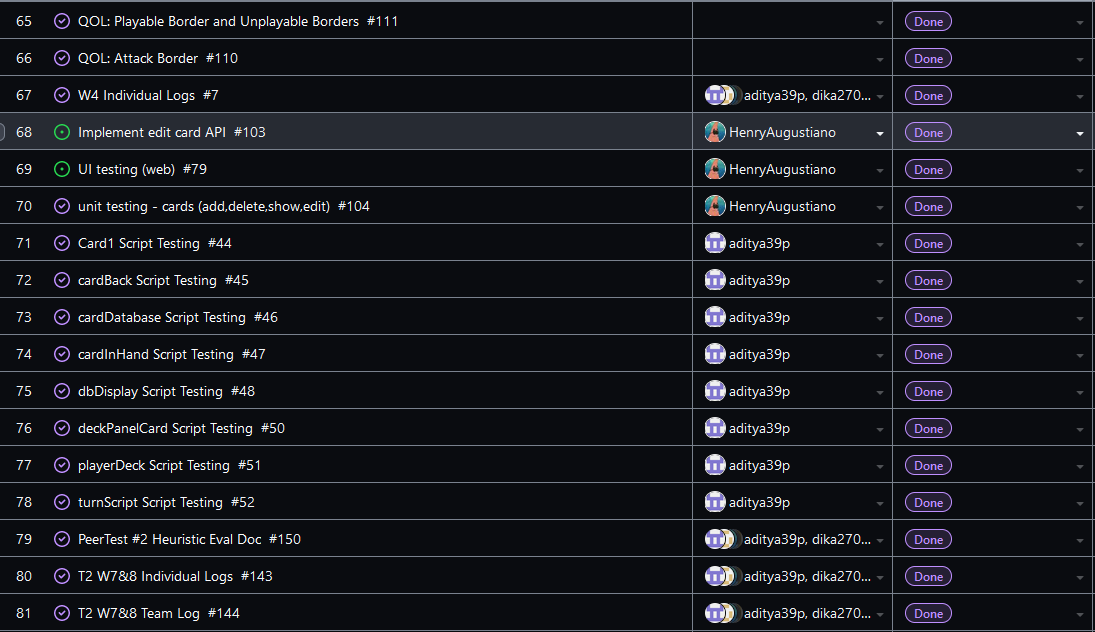 65 QOL: Playable Border and Unplayable Borders #111 Done
66 QOL: Attack Border #110 Done
67 W4 Individual Logs #7 aditya39p, dika270... Done
68 Implement edit card API #103 HenryAugustiano Done
69 UI testing (web) #79 HenryAugustiano Done
70 unit testing - cards (add,delete,show,edit) #104 HenryAugustiano Done
71 Card1 Script Testing #44 aditya39p Done
72 cardBack Script Testing #45 aditya39p Done
73 cardDatabase Script Testing #46 aditya39p Done
74 cardInHand Script Testing #47 aditya39p Done
75 dbDisplay Script Testing #48 aditya39p Done
76 deckPanelCard Script Testing #50 aditya39p Done
77 playerDeck Script Testing #51 aditya39p Done
78 turnScript Script Testing #52 aditya39p Done
79 PeerTest #2 Heuristic Eval Doc #150 aditya39p, dika270... Done
80 T2 W7&8 Individual Logs #143 aditya39p, dika270... Done
81 T2 W7&8 Team Log #144 aditya39p, dika270... Done